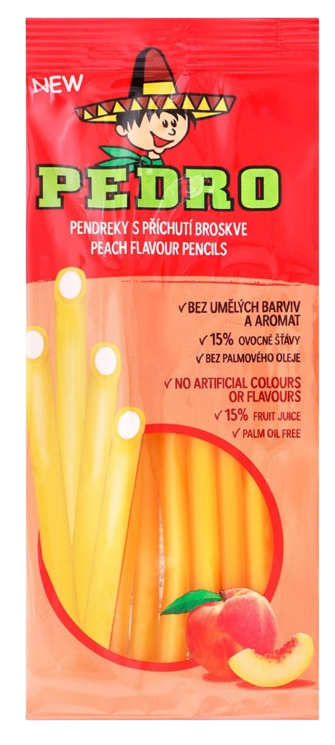 NEW
PEDRO
PENDREKY S PŘÍCHUTÍ BROSKVE
PEACH FLAVOUR PENCILS
✓BEZ UMĚLÝCH BARVIV
A AROMAT
✓ 15% OVOCNÉ ŠŤÁVY
✓ BEZ PALMOVÉHO OLEJE
✓ NO ARTIFICIAL COLOURS
OR FLAVOURS
✓ 15% FRUIT JUICE
✓ PALM OIL FREE